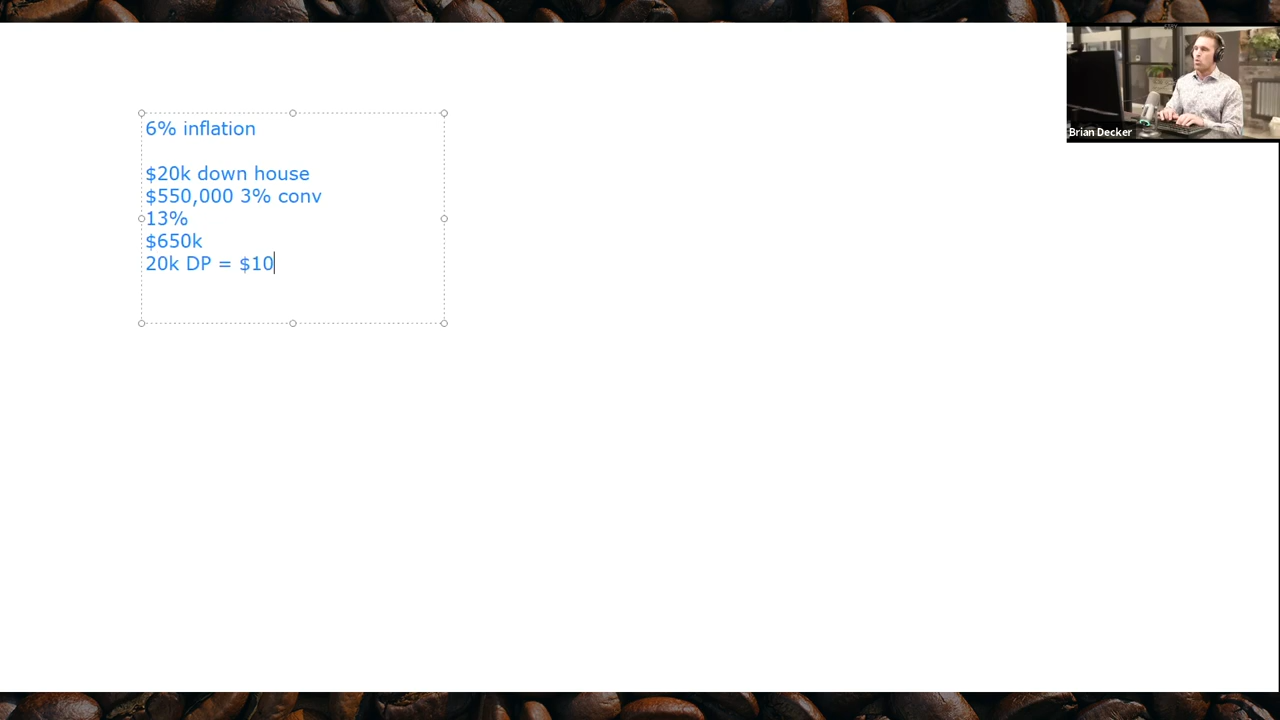 6% inflation
$20k down house
$550,000 3% conv
13%
$650k
20k DP = $10
Brian Decker